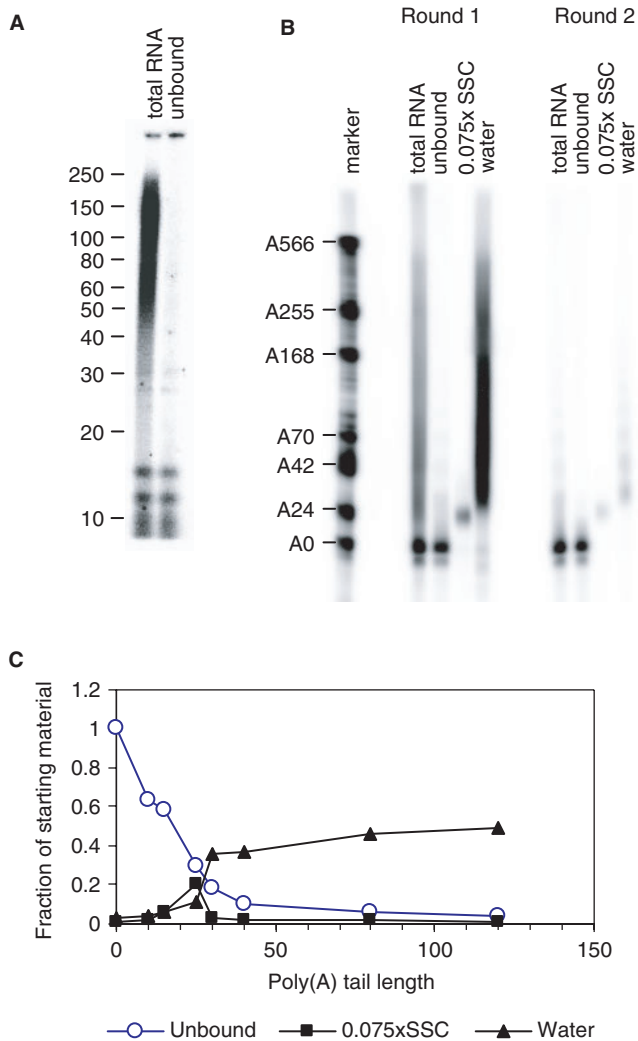 A
total RNA
unbound
250
150
100
80
60
50
40
30
20
10
B
Round 1
Round 2
marker
total RNA
unbound
0.075x SSC
water
total RNA
unbound
0.075x SSC
water
A566
A255
A168
A70
A42
A24
A0
C
Fraction of starting material
1.2
1
0.8
0.6
0.4
0.2
0
0
50
100
150
Poly(A) tail length
Unbound
0.075xSSC
Water